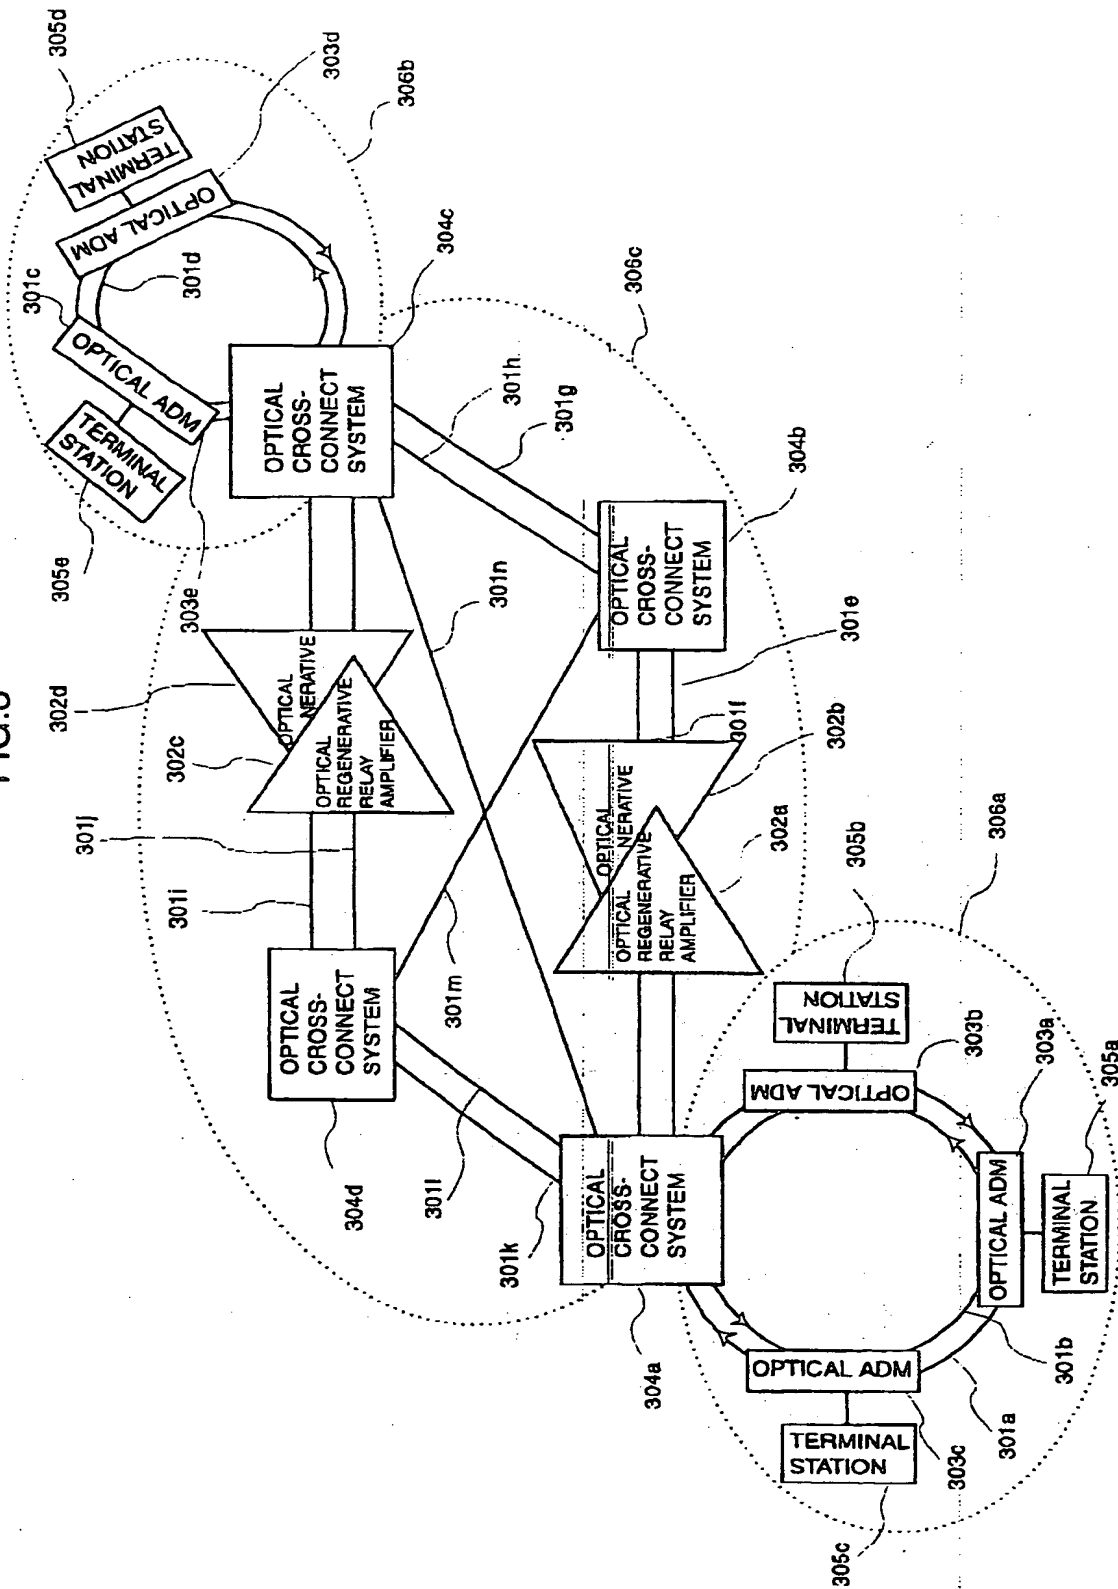 305d
303d
306b
TERMINAL
STATION
OPTICAL ADM
301c
301d
OPTICAL ADM
TERMINAL
STATION
305e
303e
304c
OPTICAL
CROSS-
CONNECT
SYSTEM
306c
301h
301g
304b
OPTICAL
CROSS-
CONNECT
SYSTEM
301n
302d
OPTICAL
NERATIVE
302c
OPTICAL
REGENERATIVE
RELAY
AMPLIFIER
301j
301i
301e
301f
302b
OPTICAL
NERATIVE
302a
OPTICAL
REGENERATIVE
RELAY
AMPLIFIER
301m
OPTICAL
CROSS-
CONNECT
SYSTEM
304d
301l
301k
OPTICAL
CROSS-
CONNECT
SYSTEM
304a
305b
306a
TERMINAL
STATION
303b
OPTICAL ADM
303a
305a
OPTICAL ADM
TERMINAL
STATION
301b
301a
OPTICAL ADM
303c
TERMINAL
STATION
305c